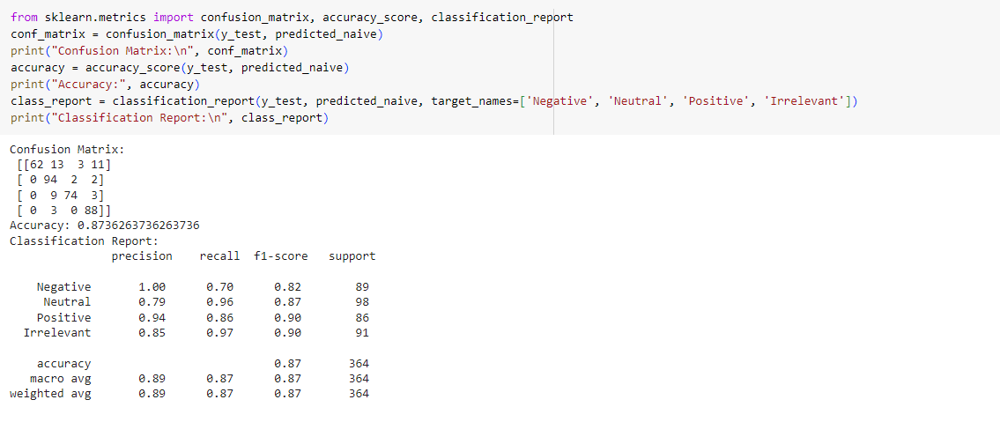 from sklearn.metrics import confusion_matrix, accuracy_score, classification_report
conf_matrix = confusion_matrix(y_test, predicted_naive)
print("Confusion Matrix:\n", conf_matrix)
accuracy = accuracy_score(y_test, predicted_naive)
print("Accuracy:", accuracy)
class_report = classification_report(y_test, predicted_naive, target_names=['Negative', 'Neutral', 'Positive', 'Irrelevant'])
print("Classification Report:\n", class_report)
Confusion Matrix:
 [[62 13  3 11]
 [ 0 94  2  2]
 [ 0  9 74  3]
 [ 0  3  0 88]]
Accuracy: 0.8736263736263736
Classification Report:
               precision    recall  f1-score   support
    Negative       1.00      0.70      0.82        89
     Neutral       0.79      0.96      0.87        98
    Positive       0.94      0.86      0.90        86
  Irrelevant       0.85      0.97      0.90        91
    accuracy                           0.87       364
   macro avg       0.89      0.87      0.87       364
weighted avg       0.89      0.87      0.87       364